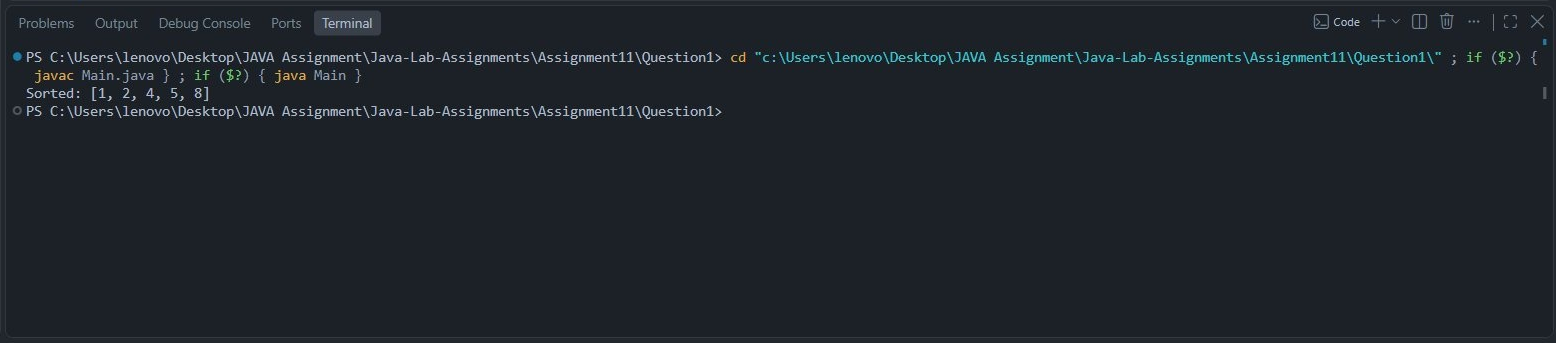 Problems Output Debug Console Ports Terminal Code
PS C:\Users\lenovo\Desktop\JAVA Assignment\Java-Lab-Assignments\Assignment11\Question1> cd "c:\Users\lenovo\Desktop\JAVA Assignment\Java-Lab-Assignments\Assignment11\Question1\" ; if ($?) {
javac Main.java } ; if ($?) { java Main }
Sorted: [1, 2, 4, 5, 8]
PS C:\Users\lenovo\Desktop\JAVA Assignment\Java-Lab-Assignments\Assignment11\Question1>